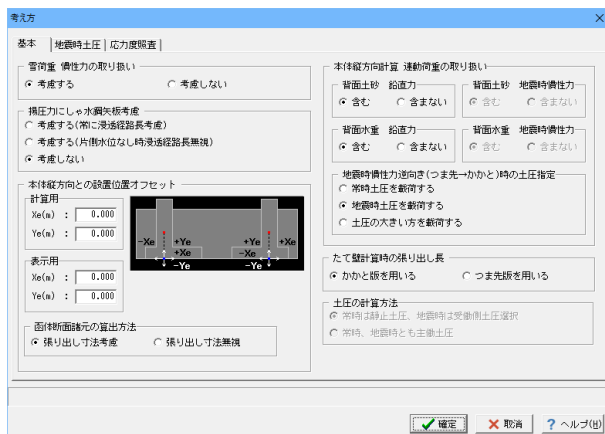 考え方
基本 地震時土圧 応力度照査
雪荷重 慣性力の取り扱い
考慮する 考慮しない
揚圧力にしゃ水鋼矢板考慮
考慮する(常に浸透経路長考慮)
考慮する(片側水位なし時浸透経路長無視)
考慮しない
本体縦方向との設置位置オフセット
計算用
Xe(m) : 0.000
Ye(m) : 0.000
表示用
Xe(m) : 0.000
Ye(m) : 0.000
-Xe +Ye +Ye +Xe
+Xe -Xe
-Ye -Ye
函体断面諸元の算出方法
張り出し寸法考慮 張り出し寸法無視
本体縦方向計算 連動荷重の取り扱い
背面土砂 鉛直力
含む 含まない
背面土砂 地震時慣性力
含む 含まない
背面水重 鉛直力
含む 含まない
背面水重 地震時慣性力
含む 含まない
地震時慣性力逆向き(つま先→かかと)時の土圧指定
常時土圧を載荷する
地震時土圧を載荷する
土圧の大きい方を載荷する
たて壁計算時の張り出し長
かかと版を用いる つま先版を用いる
土圧の計算方法
常時は静止土圧、地震時は受働側土圧選択
常時、地震時とも主働土圧
確定 取消 ? ヘルプ(H)